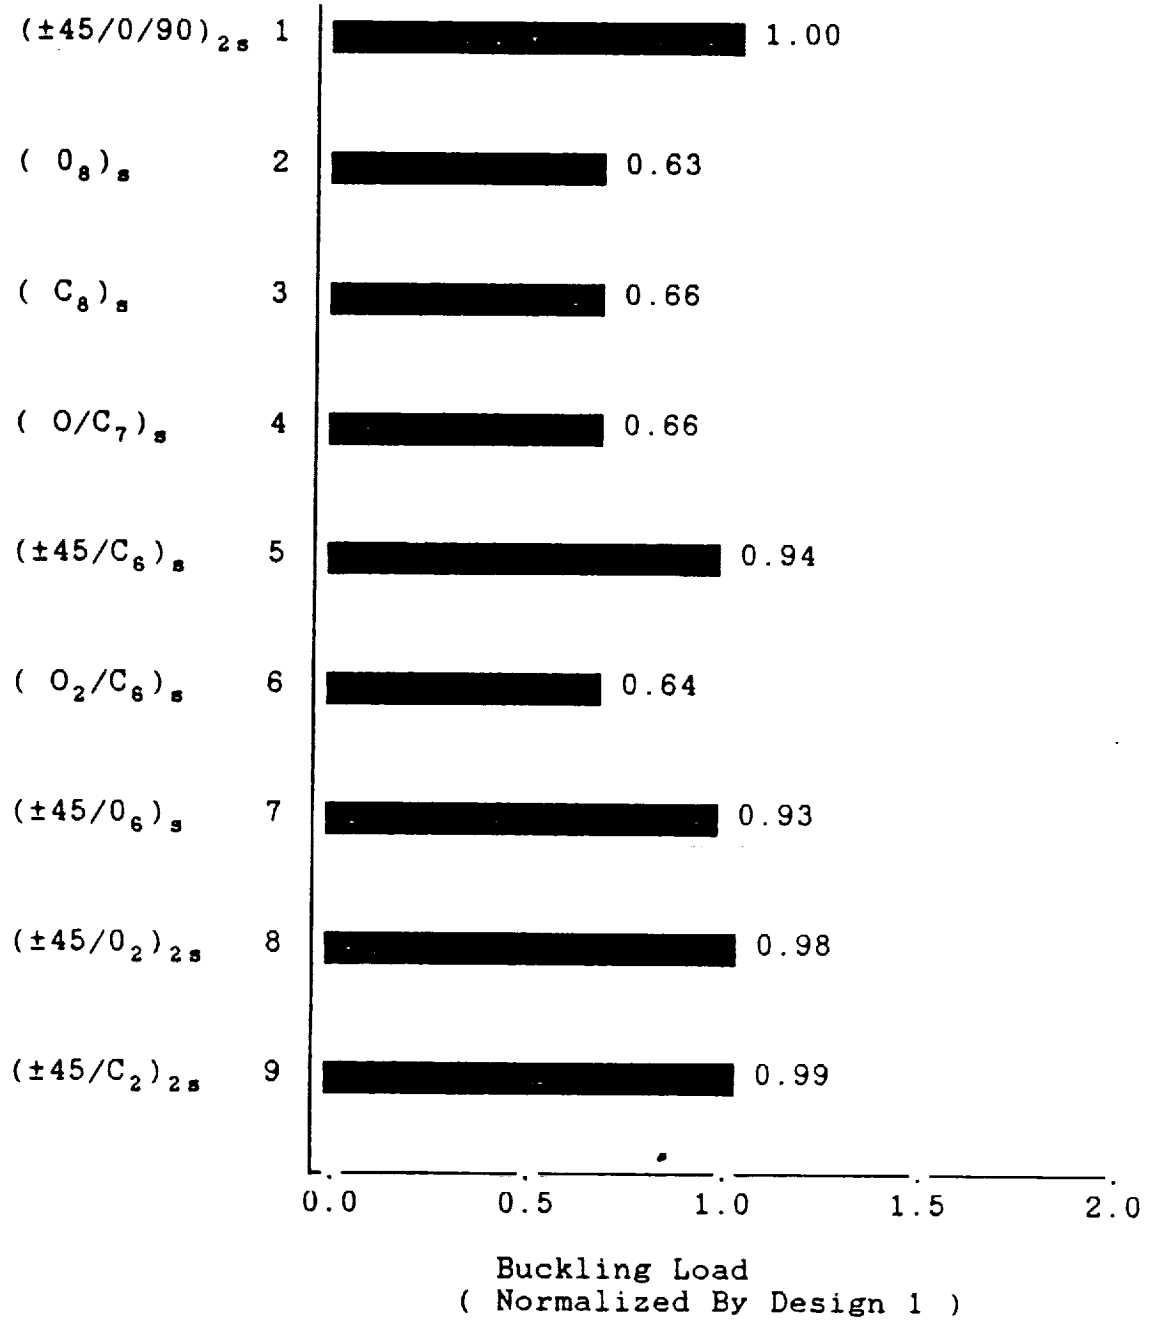 (±45/0/90)₂ₛ 1 1.00
( 0₈)ₛ 2 0.63
( C₈)ₛ 3 0.66
( O/C₇)ₛ 4 0.66
(±45/C₆)ₛ 5 0.94
( O₂/C₆)ₛ 6 0.64
(±45/0₆)ₛ 7 0.93
(±45/0₂)₂ₛ 8 0.98
(±45/C₂)₂ₛ 9 0.99
0.0 0.5 1.0 1.5 2.0
Buckling Load
( Normalized By Design 1 )